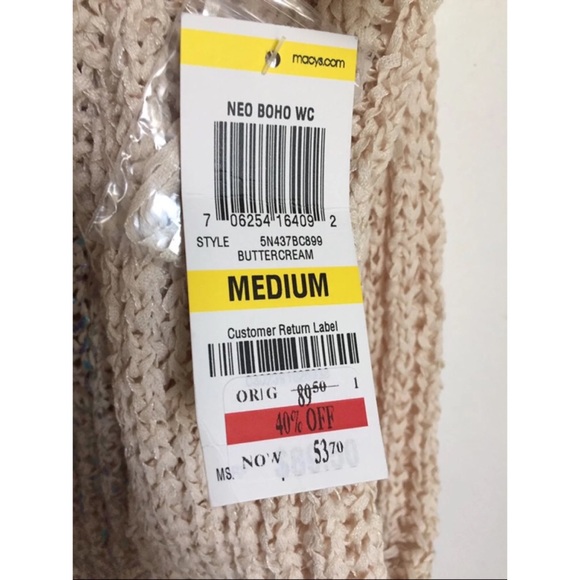 macys.com
NEO BOHO WC
7 06254 16409 2
STYLE 5N437BC899
BUTTERCREAM
MEDIUM
Customer Return Label
ORIG 89.50 1
40% OFF
NOW 53.70
MS.